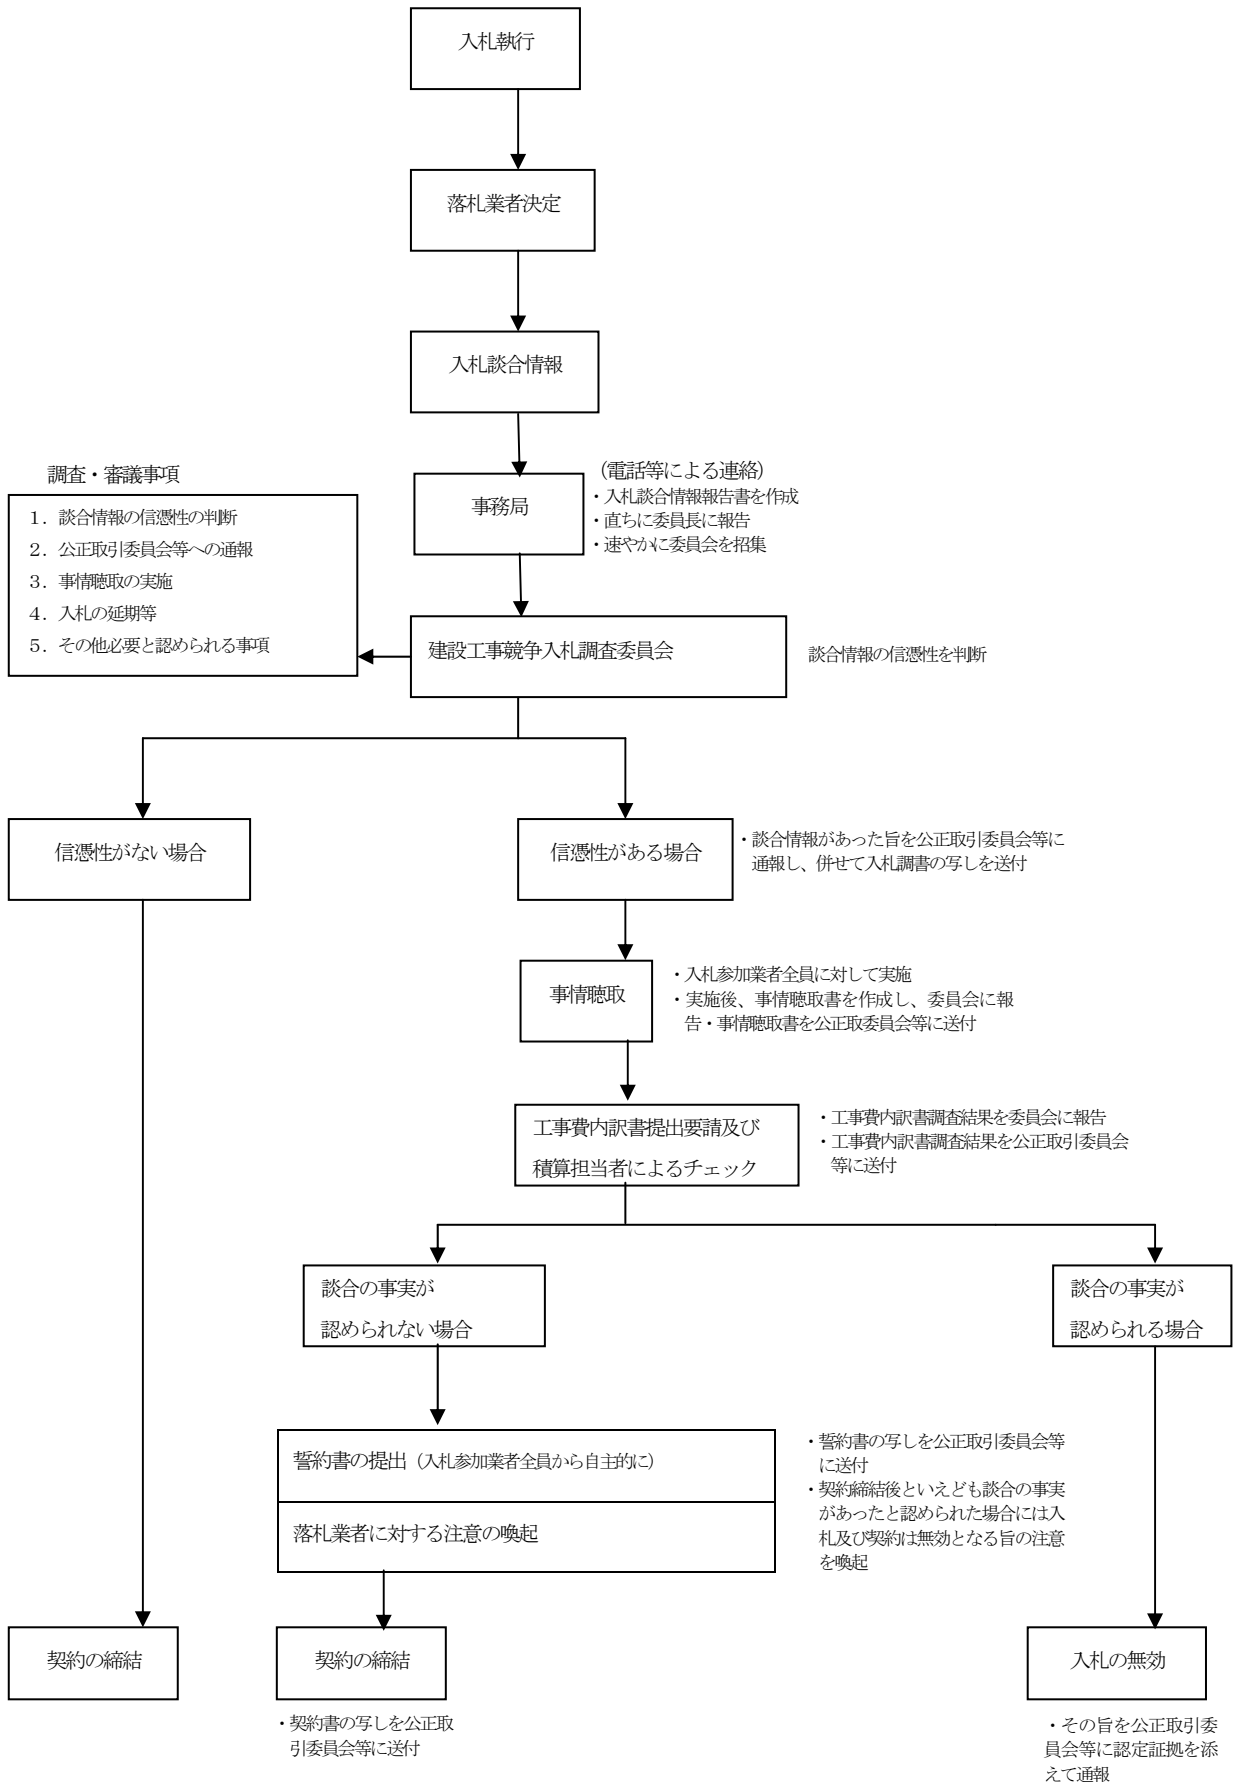 入札執行
落札業者決定
入札談合情報
調査・審議事項
1．談合情報の信憑性の判断
2．公正取引委員会等への通報
3．事情聴取の実施
4．入札の延期等
5．その他必要と認められる事項
事務局
（電話等による連絡）
・入札談合情報報告書を作成
・直ちに委員長に報告
・速やかに委員会を招集
建設工事競争入札調査委員会
談合情報の信憑性を判断
信憑性がない場合
信憑性がある場合
・談合情報があった旨を公正取引委員会等に
通報し、併せて入札調書の写しを送付
事情聴取
・入札参加業者全員に対して実施
・実施後、事情聴取書を作成し、委員会に報
告・事情聴取書を公正取委員会等に送付
工事費内訳書提出要請及び
積算担当者によるチェック
・工事費内訳書調査結果を委員会に報告
・工事費内訳書調査結果を公正取引委員会
等に送付
談合の事実が
認められない場合
談合の事実が
認められる場合
誓約書の提出（入札参加業者全員から自主的に）
落札業者に対する注意の喚起
・誓約書の写しを公正取引委員会等
に送付
・契約締結後といえども談合の事実
があったと認められた場合には入
札及び契約は無効となる旨の注意
を喚起
契約の締結
契約の締結
・契約書の写しを公正取
引委員会等に送付
入札の無効
・その旨を公正取引委
員会等に認定証拠を添
えて通報